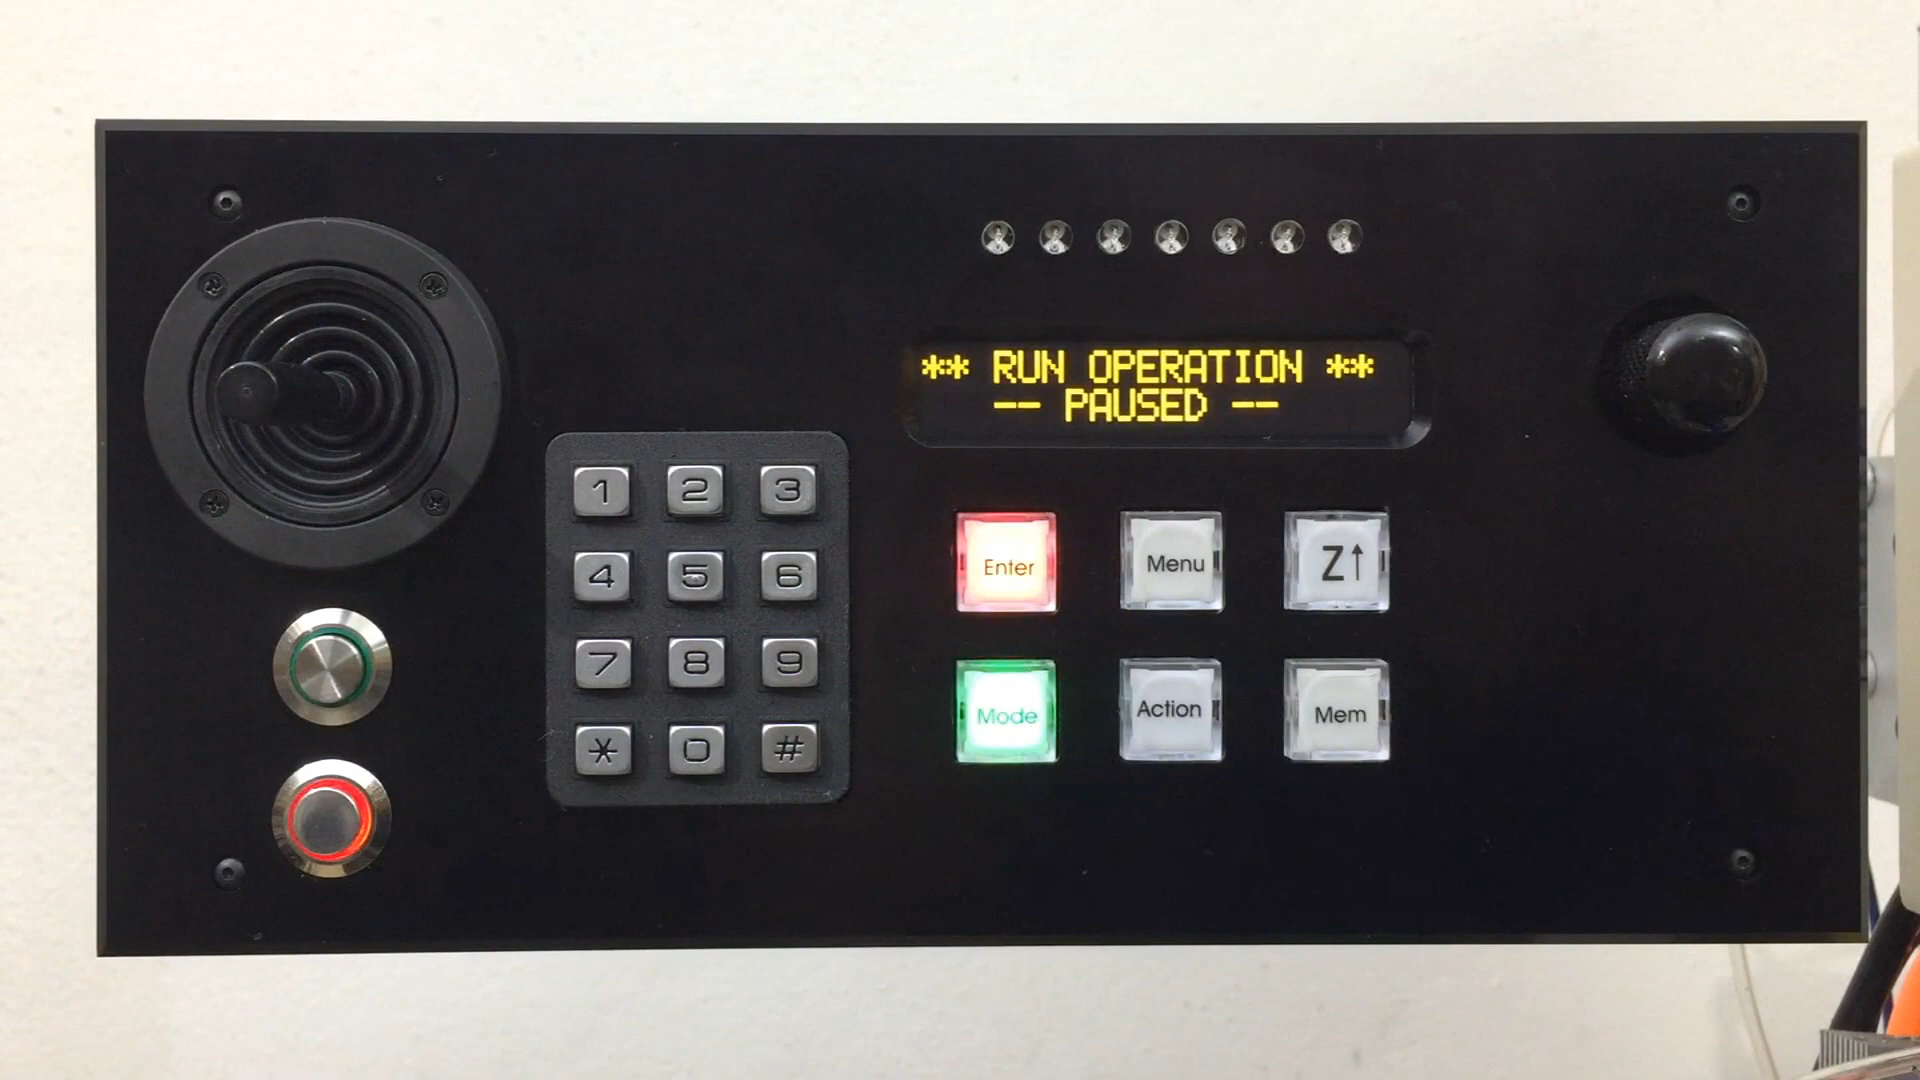 ** RUN OPERATION **
-- PAUSED --
1 2 3
4 5 6
7 8 9
* 0 #
Enter Menu Z↑
Mode Action Mem